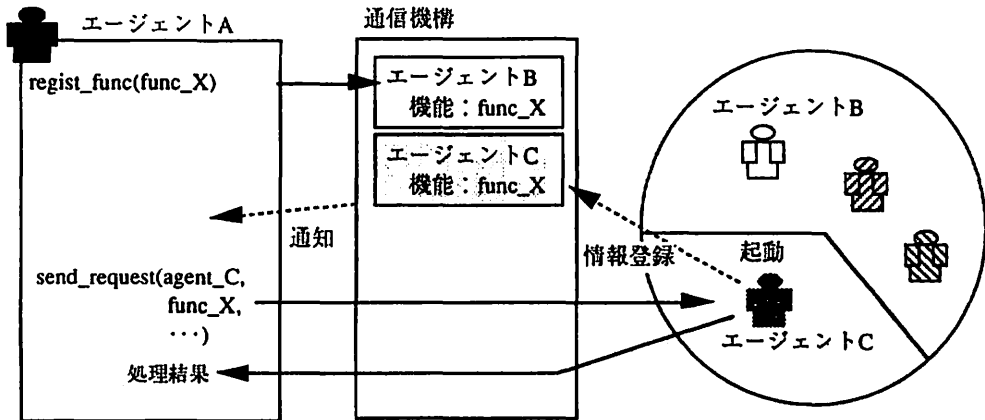 エージェントA
regist_func(func_X)
通知
send_request(agent_C,
func_X,
･･･)
処理結果
通信機構
エージェントB
機能：func_X
エージェントC
機能：func_X
情報登録
エージェントB
起動
エージェントC